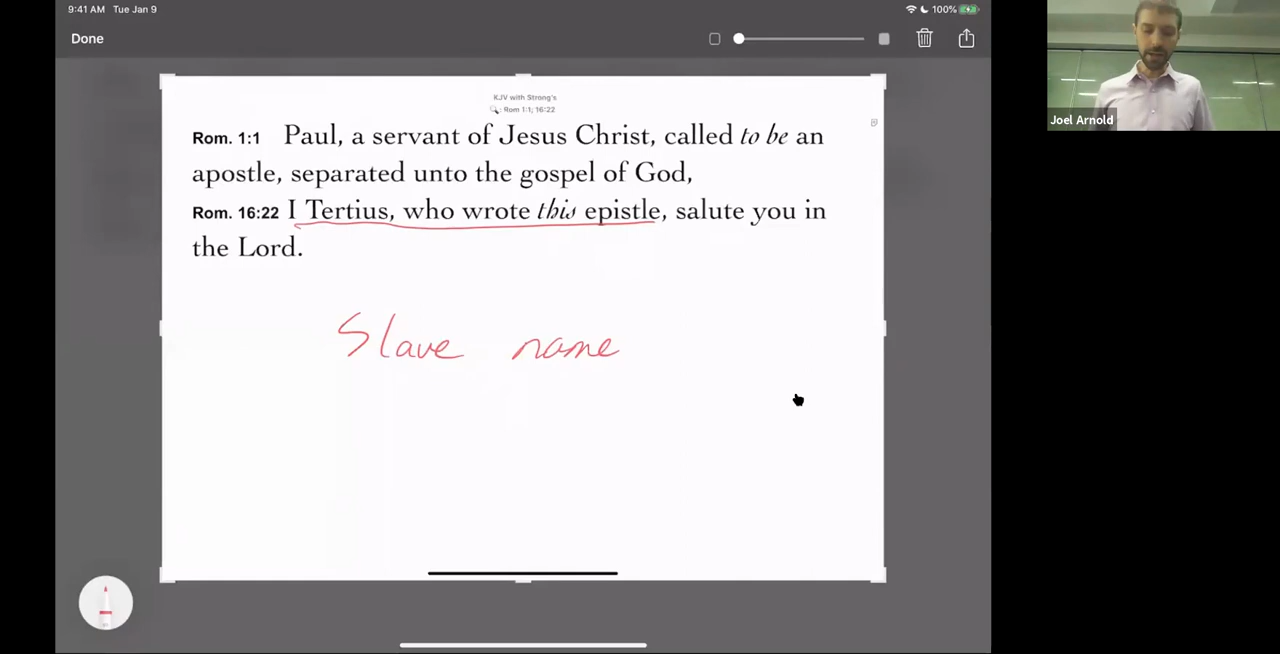 9:41 AM Tue Jan 9
100%
Done
KJV with Strong's
: Rom 1:1; 16:22
Rom. 1:1 Paul, a servant of Jesus Christ, called to be an
apostle, separated unto the gospel of God,
Rom. 16:22 I Tertius, who wrote this epistle, salute you in
the Lord.
Slave name
Joel Arnold